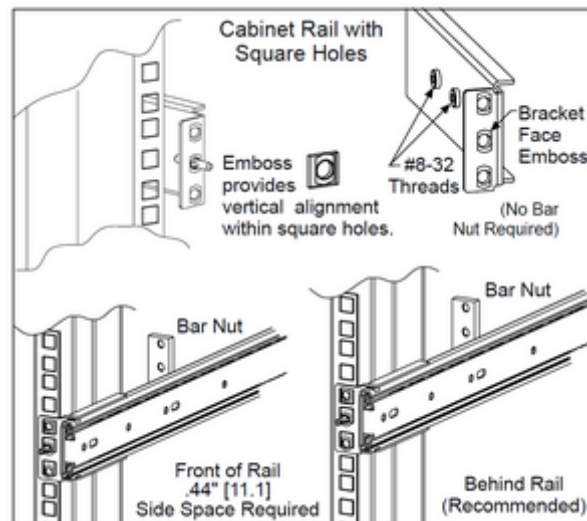 Cabinet Rail with
Square Holes
Emboss
provides
vertical alignment
within square holes.
#8-32
Threads
Bracket
Face
Emboss
(No Bar
Nut Required)
Bar Nut
Front of Rail
.44" [11.1]
Side Space Required
Bar Nut
Behind Rail
(Recommended)